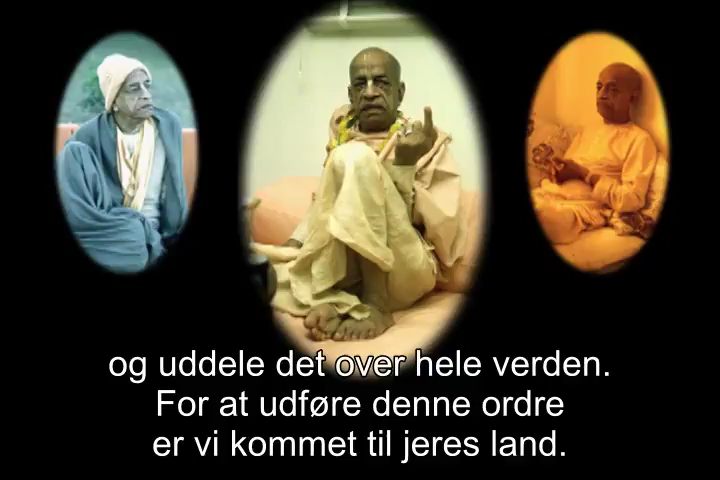 og uddele det over hele verden.
For at udføre denne ordre
er vi kommet til jeres land.